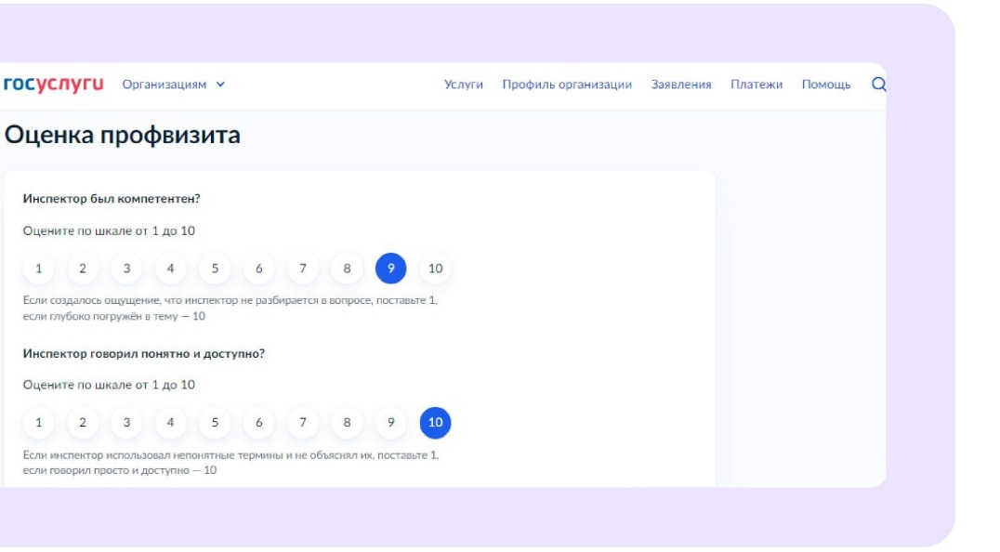 госуслуги Организациям Услуги Профиль организации Заявления Платежи Помощь
Оценка профвизита
Инспектор был компетентен?
Оцените по шкале от 1 до 10
1 2 3 4 5 6 7 8 9 10
Если создалось ощущение, что инспектор не разбирается в вопросе, поставьте 1,
если глубоко погружён в тему — 10
Инспектор говорил понятно и доступно?
Оцените по шкале от 1 до 10
1 2 3 4 5 6 7 8 9 10
Если инспектор использовал непонятные термины и не объяснял их, поставьте 1,
если говорил просто и доступно — 10